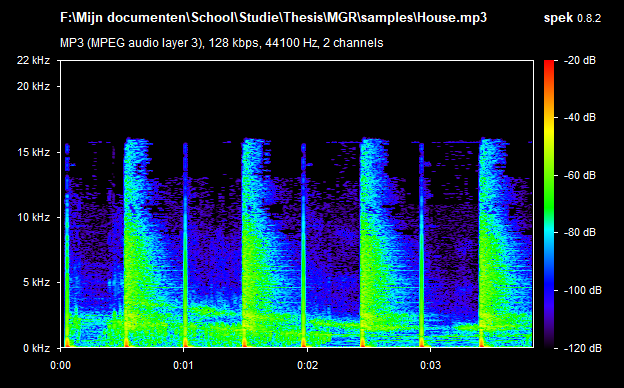 F:\Mijn documenten\School\Studie\Thesis\MGR\samples\House.mp3 spek 0.8.2
MP3 (MPEG audio layer 3), 128 kbps, 44100 Hz, 2 channels
22 kHz -20 dB
20 kHz
-40 dB
15 kHz
-60 dB
10 kHz
-80 dB
5 kHz
-100 dB
0 kHz -120 dB
0:00 0:01 0:02 0:03